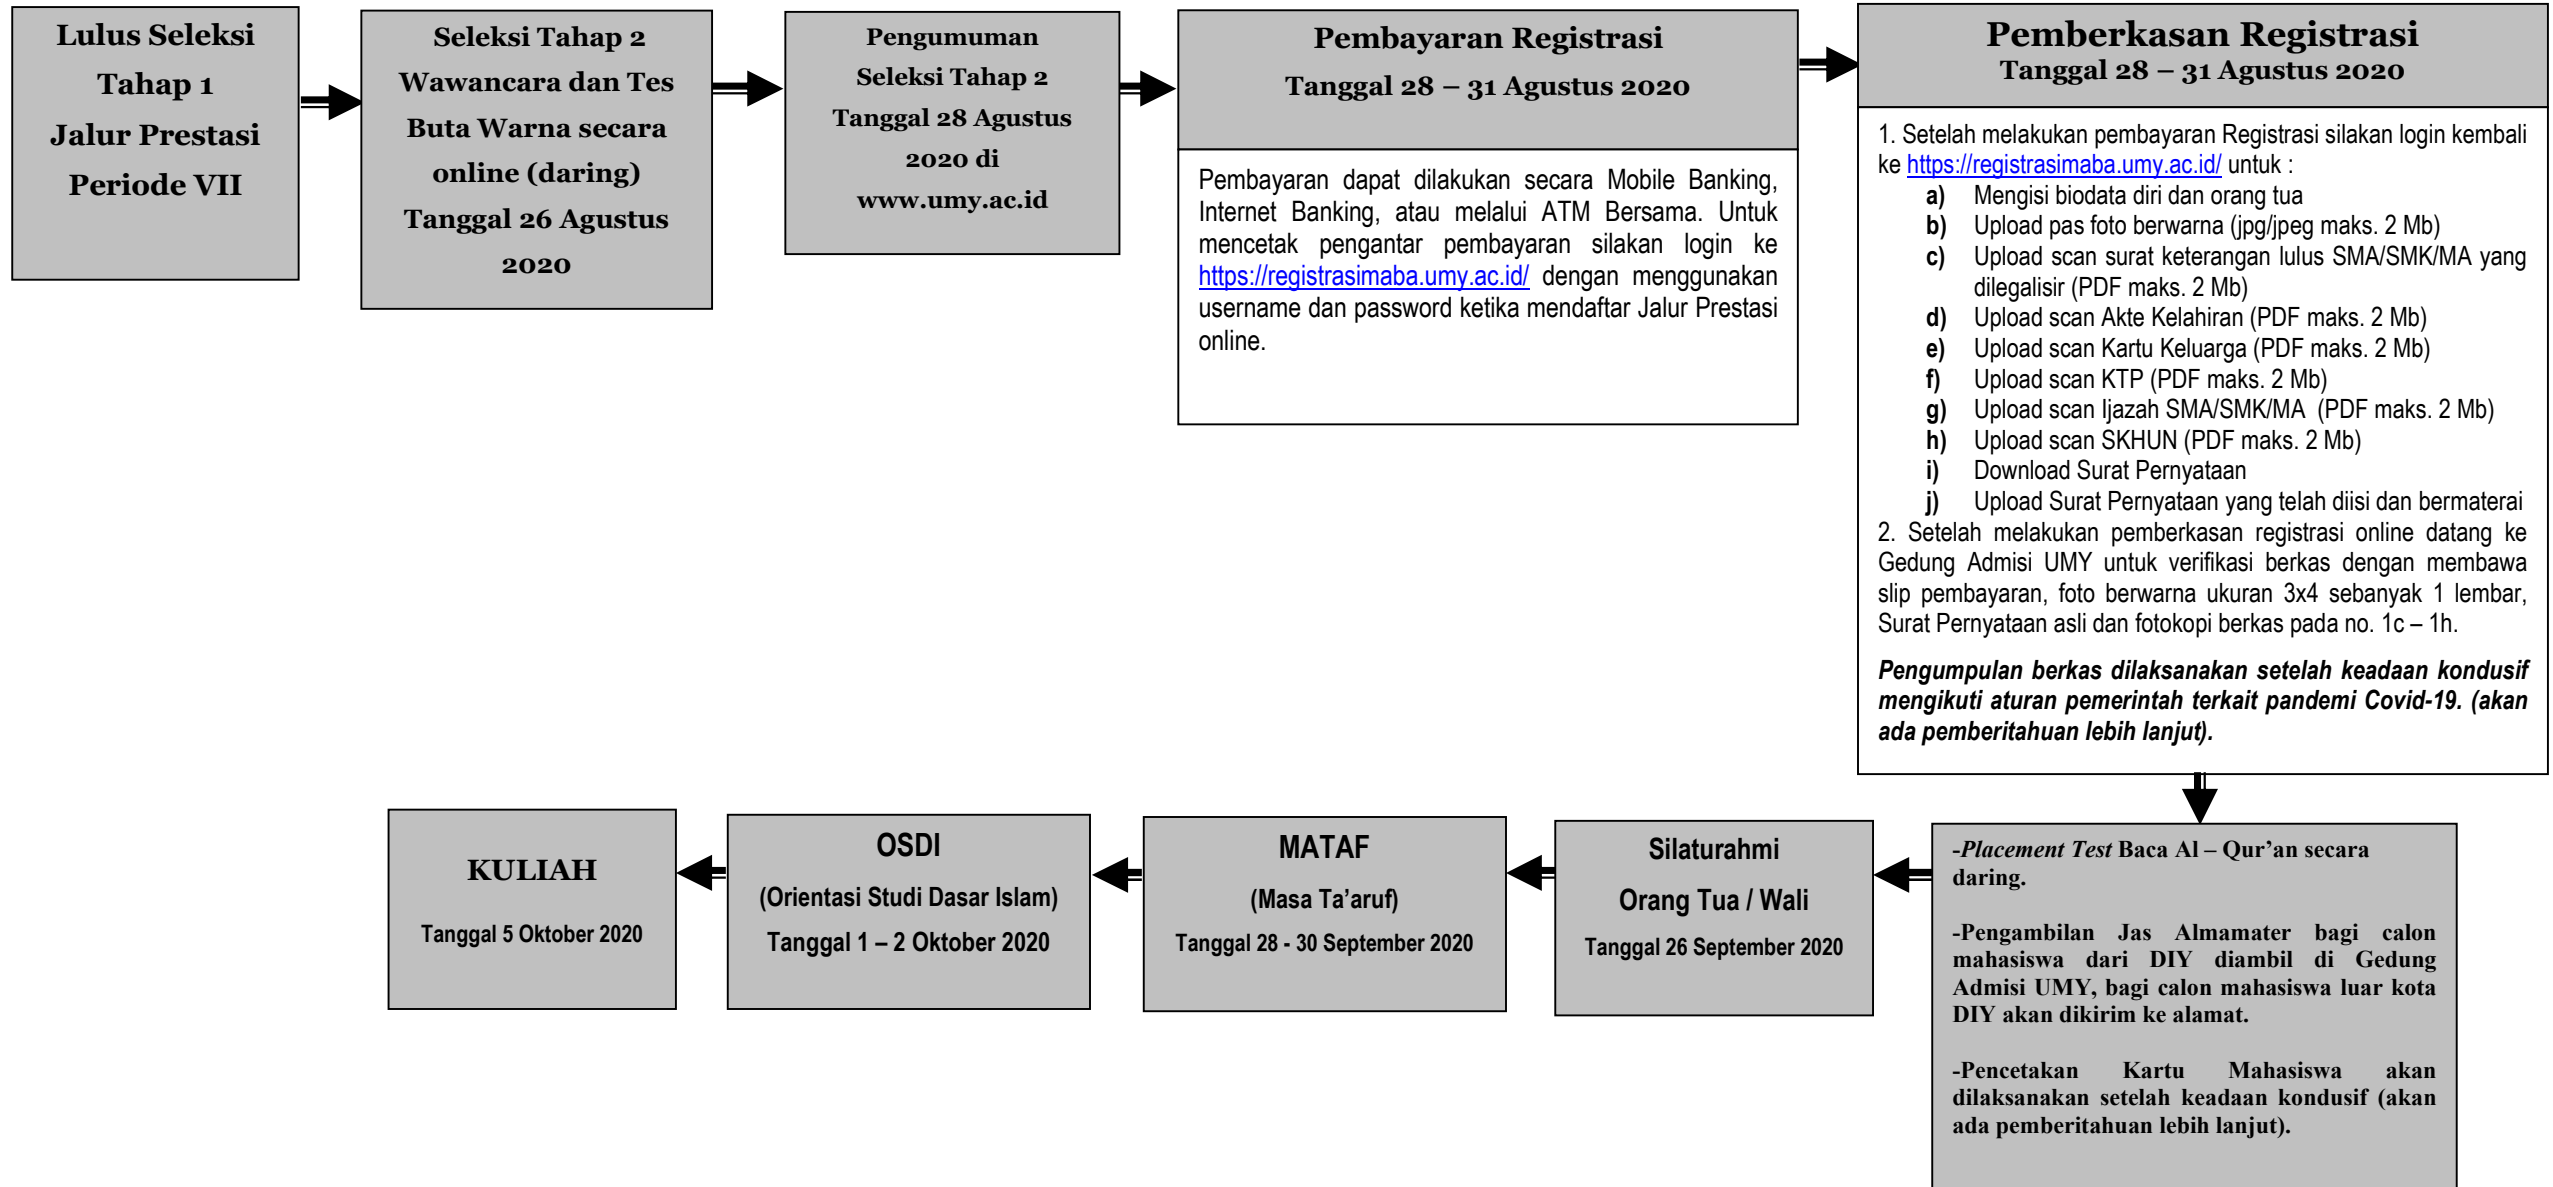 Lulus Seleksi
Tahap 1
Jalur Prestasi
Periode VII
Seleksi Tahap 2
Wawancara dan Tes
Buta Warna secara
online (daring)
Tanggal 26 Agustus
2020
Pengumuman
Seleksi Tahap 2
Tanggal 28 Agustus
2020 di
www.umy.ac.id
Pembayaran Registrasi
Tanggal 28 – 31 Agustus 2020
Pembayaran dapat dilakukan secara Mobile Banking,
Internet Banking, atau melalui ATM Bersama. Untuk
mencetak pengantar pembayaran silakan login ke
https://registrasimaba.umy.ac.id/ dengan menggunakan
username dan password ketika mendaftar Jalur Prestasi
online.
Pemberkasan Registrasi
Tanggal 28 – 31 Agustus 2020
1. Setelah melakukan pembayaran Registrasi silakan login kembali
ke https://registrasimaba.umy.ac.id/ untuk :
a) Mengisi biodata diri dan orang tua
b) Upload pas foto berwarna (jpg/jpeg maks. 2 Mb)
c) Upload scan surat keterangan lulus SMA/SMK/MA yang
dilegalisir (PDF maks. 2 Mb)
d) Upload scan Akte Kelahiran (PDF maks. 2 Mb)
e) Upload scan Kartu Keluarga (PDF maks. 2 Mb)
f) Upload scan KTP (PDF maks. 2 Mb)
g) Upload scan Ijazah SMA/SMK/MA (PDF maks. 2 Mb)
h) Upload scan SKHUN (PDF maks. 2 Mb)
i) Download Surat Pernyataan
j) Upload Surat Pernyataan yang telah diisi dan bermaterai
2. Setelah melakukan pemberkasan registrasi online datang ke
Gedung Admisi UMY untuk verifikasi berkas dengan membawa
slip pembayaran, foto berwarna ukuran 3x4 sebanyak 1 lembar,
Surat Pernyataan asli dan fotokopi berkas pada no. 1c – 1h.
Pengumpulan berkas dilaksanakan setelah keadaan kondusif
mengikuti aturan pemerintah terkait pandemi Covid-19. (akan
ada pemberitahuan lebih lanjut).
-Placement Test Baca Al – Qur’an secara
daring.
-Pengambilan Jas Almamater bagi calon
mahasiswa dari DIY diambil di Gedung
Admisi UMY, bagi calon mahasiswa luar kota
DIY akan dikirim ke alamat.
-Pencetakan Kartu Mahasiswa akan
dilaksanakan setelah keadaan kondusif (akan
ada pemberitahuan lebih lanjut).
Silaturahmi
Orang Tua / Wali
Tanggal 26 September 2020
MATAF
(Masa Ta’aruf)
Tanggal 28 - 30 September 2020
OSDI
(Orientasi Studi Dasar Islam)
Tanggal 1 – 2 Oktober 2020
KULIAH
Tanggal 5 Oktober 2020